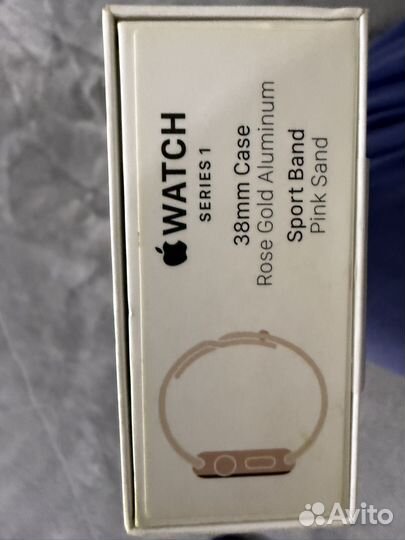 WATCH
SERIES 1
38mm Case
Rose Gold Aluminum
Sport Band
Pink Sand
Avito